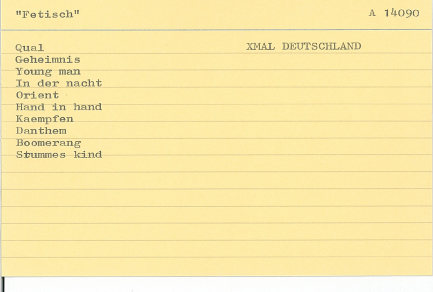 "Fetisch" A 14090
Qual XMAL DEUTSCHLAND
Geheimnis
Young man
In der nacht
Orient
Hand in hand
Kaempfen
Danthem
Boomerang
Stummes kind